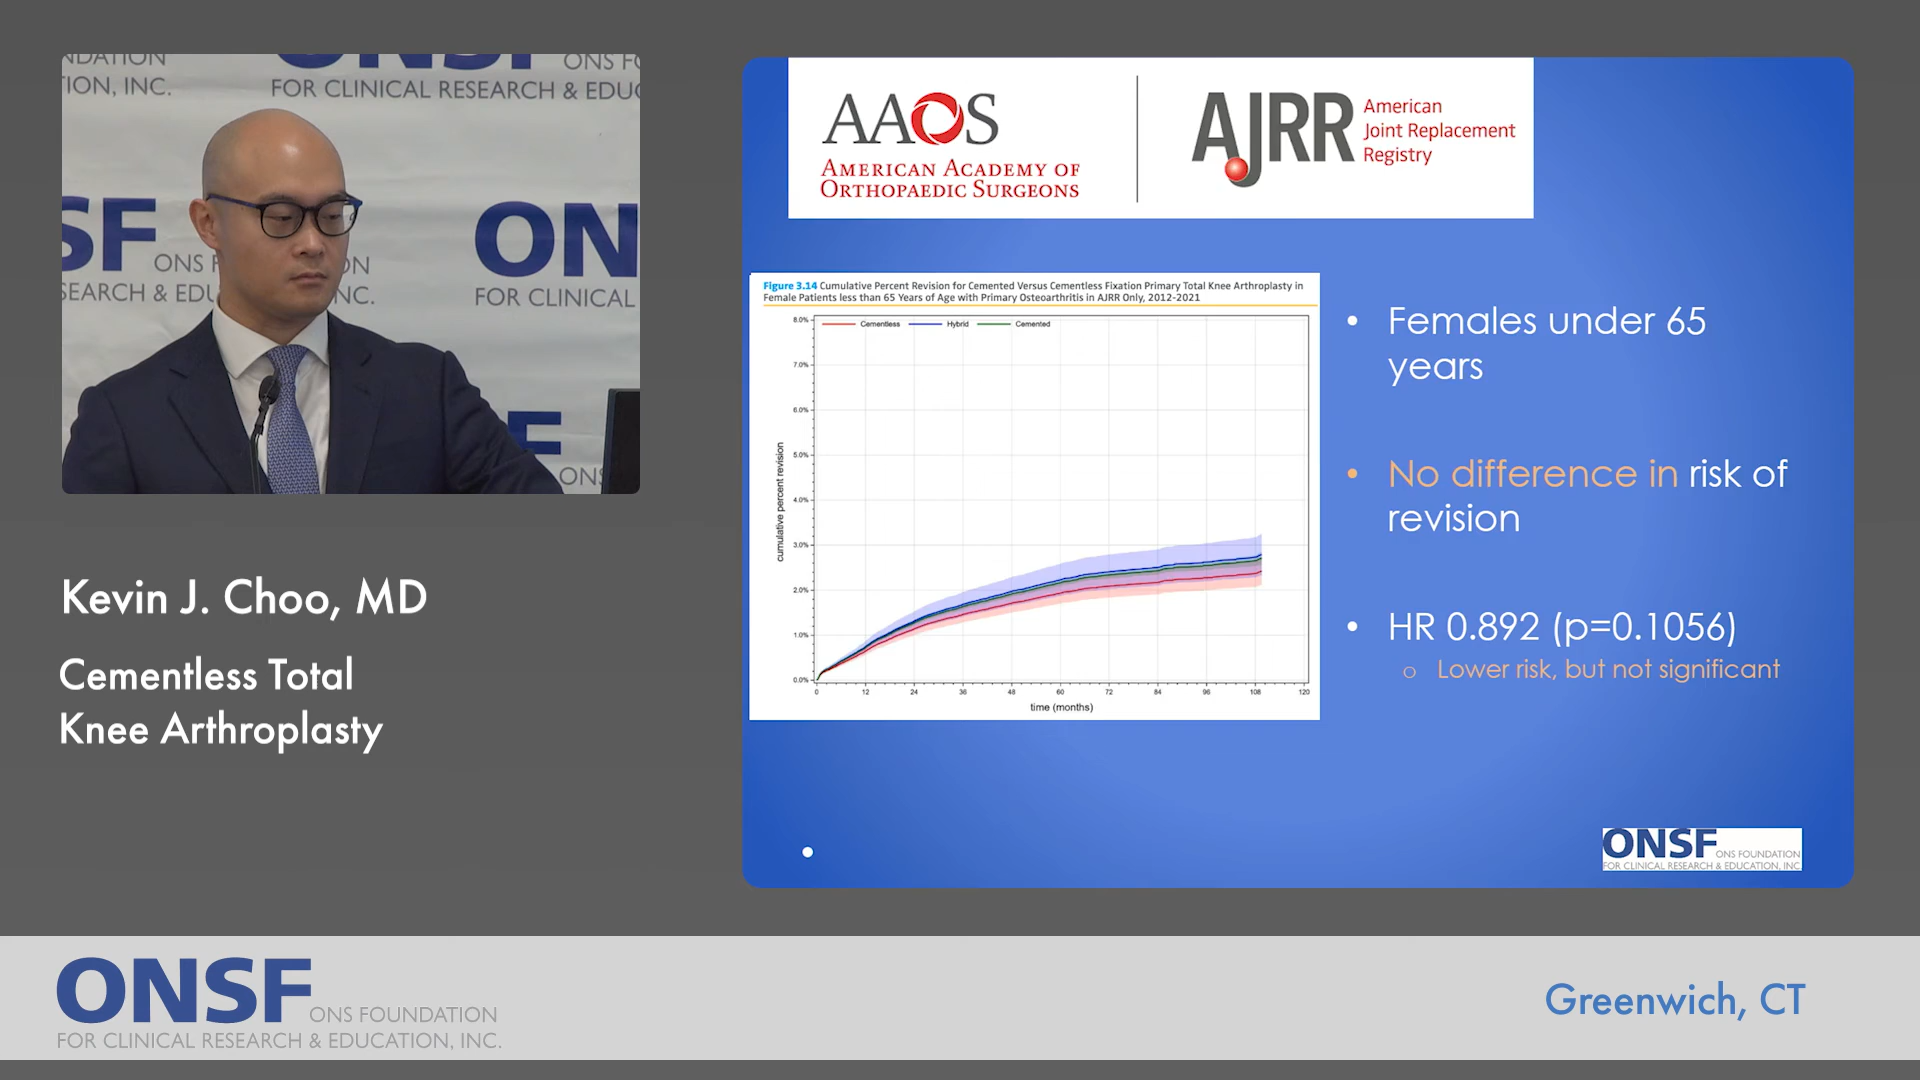 NDATION
TION, INC.
ONSF
ONS FO
FOR CLINICAL RESEARCH & EDUC
SF
ONS F
ON
SEARCH & EDU
NC.
ON
FOR CLINICAL
F
ONS
Kevin J. Choo, MD
Cementless Total
Knee Arthroplasty
AAOS
AMERICAN ACADEMY OF
ORTHOPAEDIC SURGEONS
AJRR
American
Joint Replacement
Registry
Figure 3.14 Cumulative Percent Revision for Cemented Versus Cementless Fixation Primary Total Knee Arthroplasty in
Female Patients less than 65 Years of Age with Primary Osteoarthritis in AJRR Only, 2012-2021
Cementless Hybrid Cemented
8.0%
7.0%
6.0%
5.0%
4.0%
3.0%
2.0%
1.0%
0.0%
cumulative percent revision
0 12 24 36 48 60 72 84 96 108 120
time (months)
• Females under 65
years
• No difference in risk of
revision
• HR 0.892 (p=0.1056)
o Lower risk, but not significant
ONSF ONS FOUNDATION
FOR CLINICAL RESEARCH & EDUCATION, INC.
ONSF ONS FOUNDATION
FOR CLINICAL RESEARCH & EDUCATION, INC.
Greenwich, CT